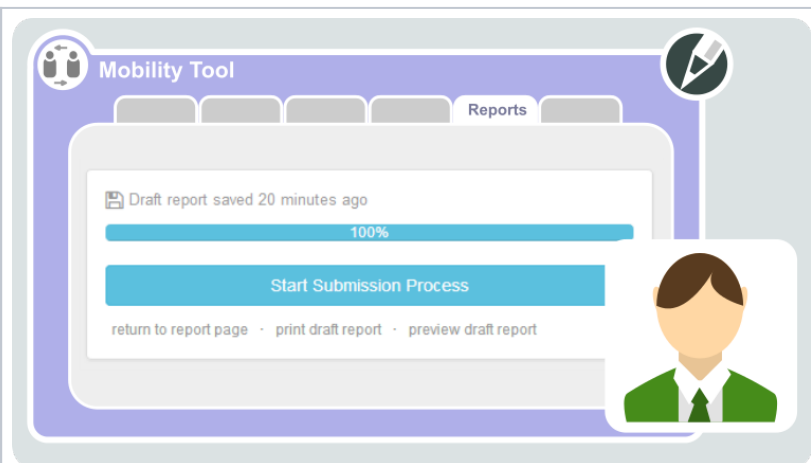 Mobility Tool
Reports
Draft report saved 20 minutes ago
100%
Start Submission Process
return to report page · print draft report · preview draft report